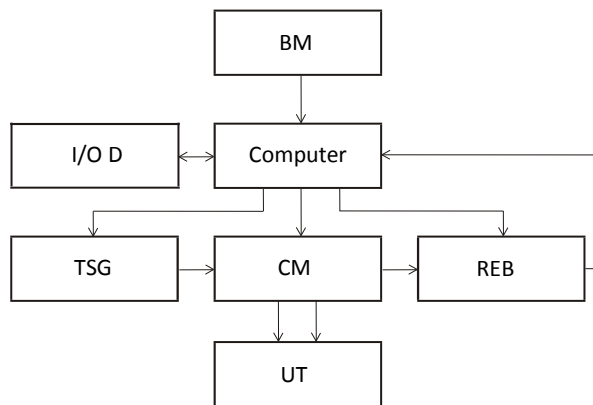 BM
I/O D
Computer
TSG
CM
REB
UT